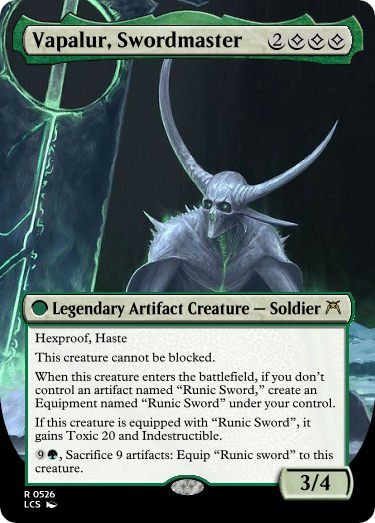 Vapalur, Swordmaster 2
Legendary Artifact Creature — Soldier
Hexproof, Haste
This creature cannot be blocked.
When this creature enters the battlefield, if you don't
control an artifact named “Runic Sword,” create an
Equipment named “Runic Sword” under your control.
If this creature is equipped with “Runic Sword”, it
gains Toxic 20 and Indestructible.
9, Sacrifice 9 artifacts: Equip “Runic sword” to this
creature.
3/4
R 0526
LCS